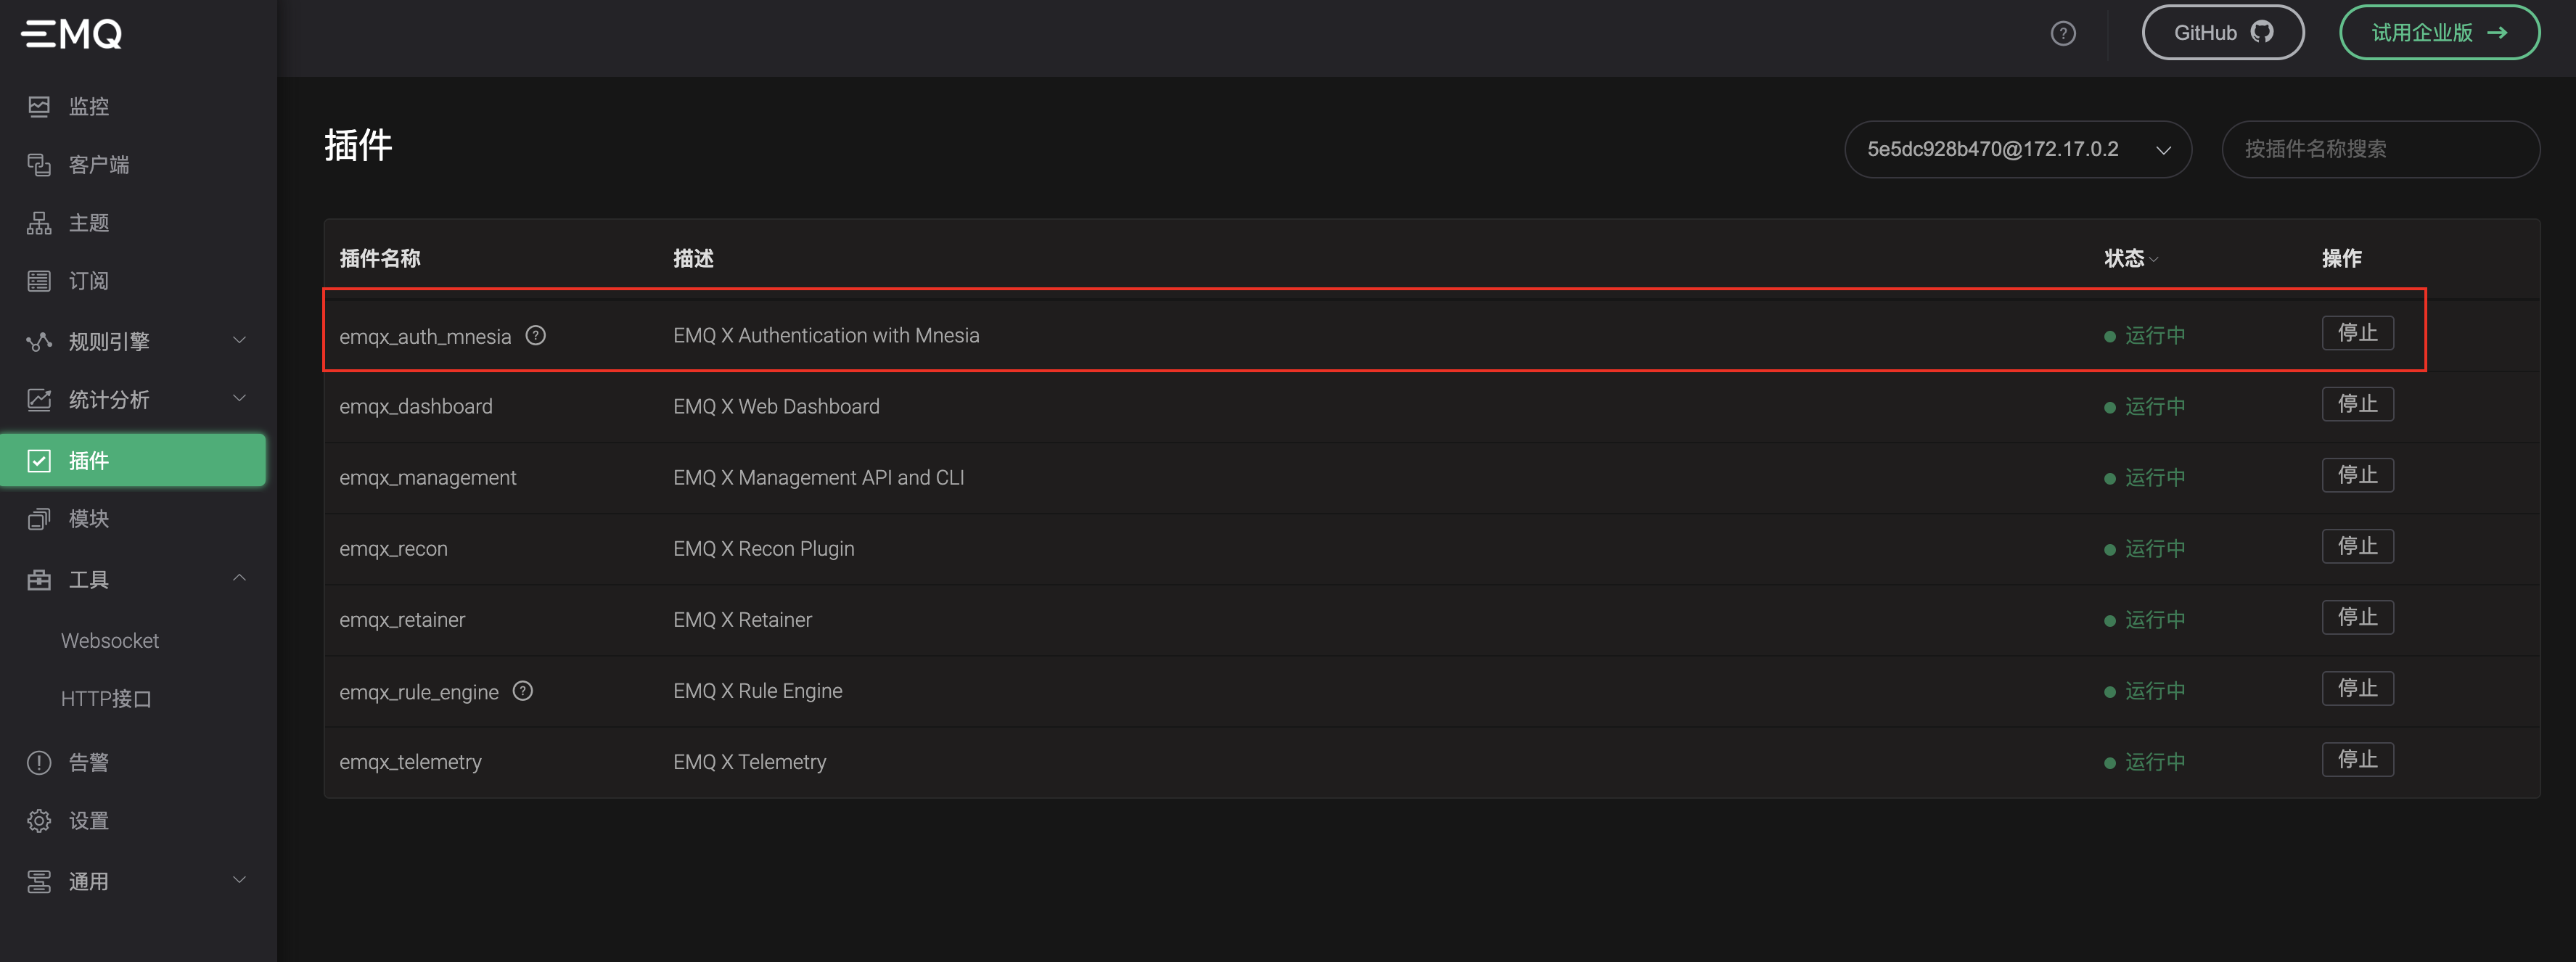 EMQ
GitHub
试用企业版
监控
客户端
主题
订阅
规则引擎
统计分析
插件
模块
工具
Websocket
HTTP接口
告警
设置
通用
插件
5e5dc928b470@172.17.0.2
按插件名称搜索
插件名称 描述 状态 操作
emqx_auth_mnesia EMQ X Authentication with Mnesia 运行中 停止
emqx_dashboard EMQ X Web Dashboard 运行中 停止
emqx_management EMQ X Management API and CLI 运行中 停止
emqx_recon EMQ X Recon Plugin 运行中 停止
emqx_retainer EMQ X Retainer 运行中 停止
emqx_rule_engine EMQ X Rule Engine 运行中 停止
emqx_telemetry EMQ X Telemetry 运行中 停止